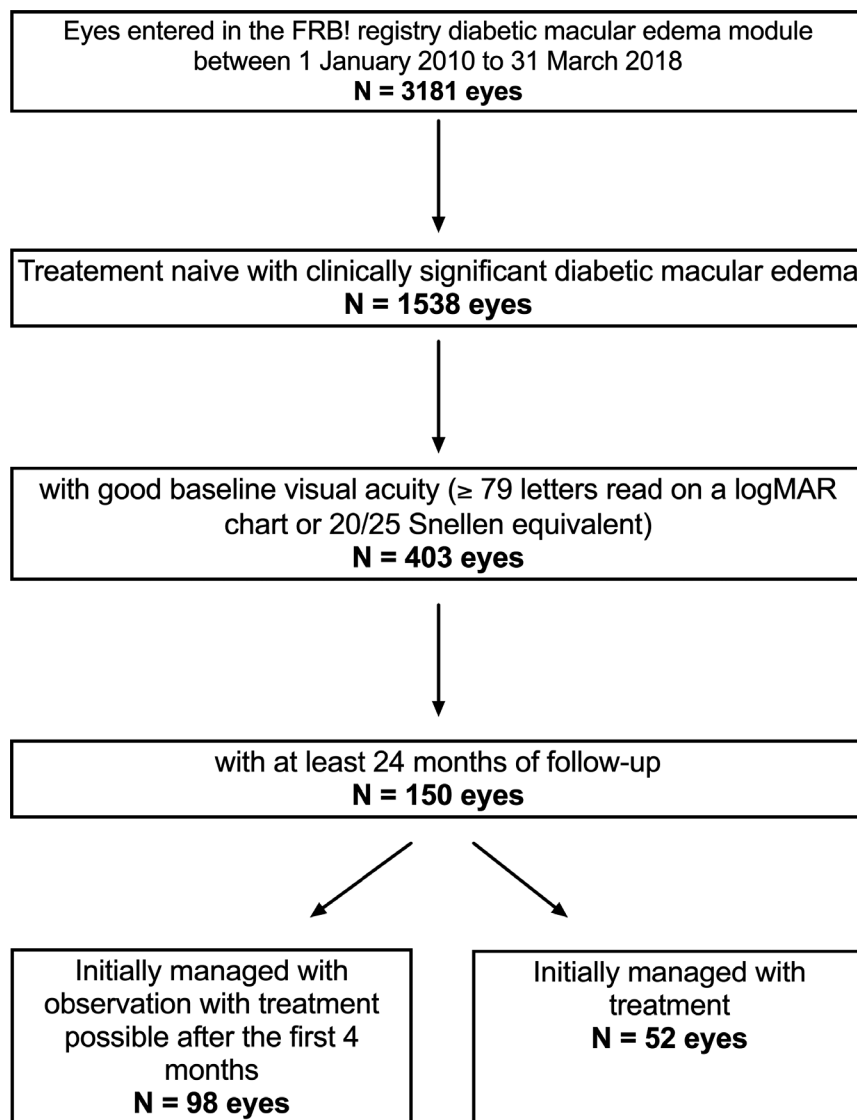 Eyes entered in the FRB! registry diabetic macular edema module
between 1 January 2010 to 31 March 2018
N = 3181 eyes
Treatement naive with clinically significant diabetic macular edema
N = 1538 eyes
with good baseline visual acuity (≥ 79 letters read on a logMAR
chart or 20/25 Snellen equivalent)
N = 403 eyes
with at least 24 months of follow-up
N = 150 eyes
Initially managed with
observation with treatment
possible after the first 4
months
N = 98 eyes
Initially managed with
treatment
N = 52 eyes